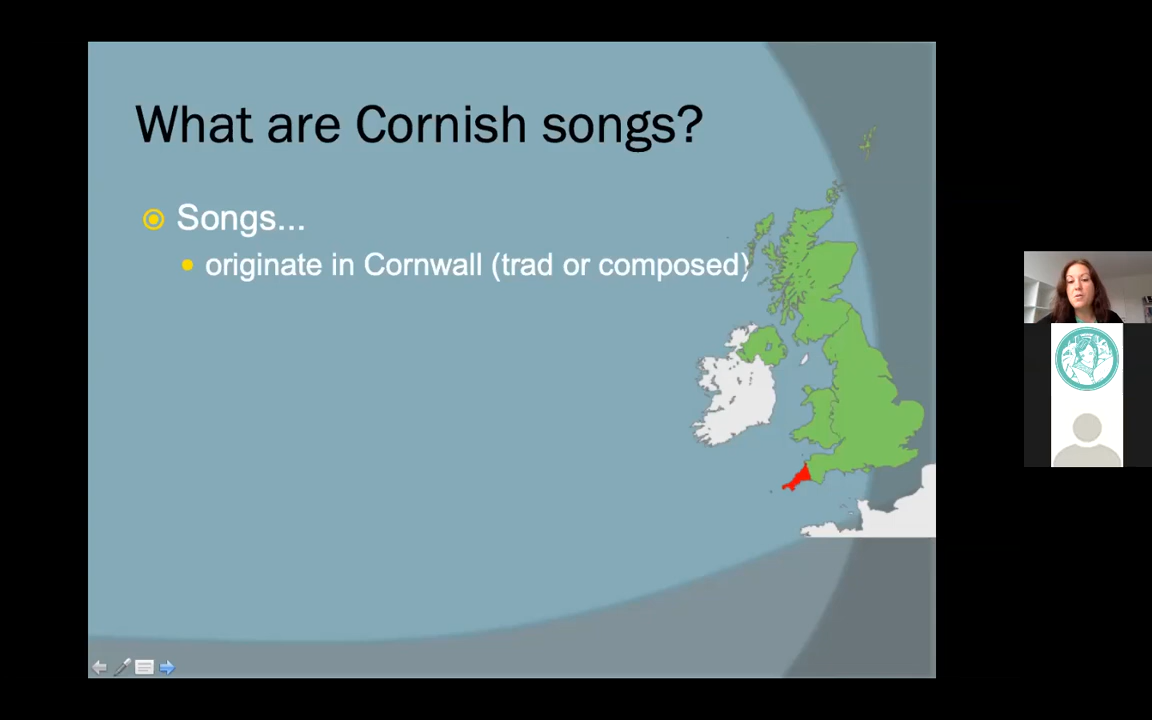 What are Cornish songs?
Songs...
originate in Cornwall (trad or composed)